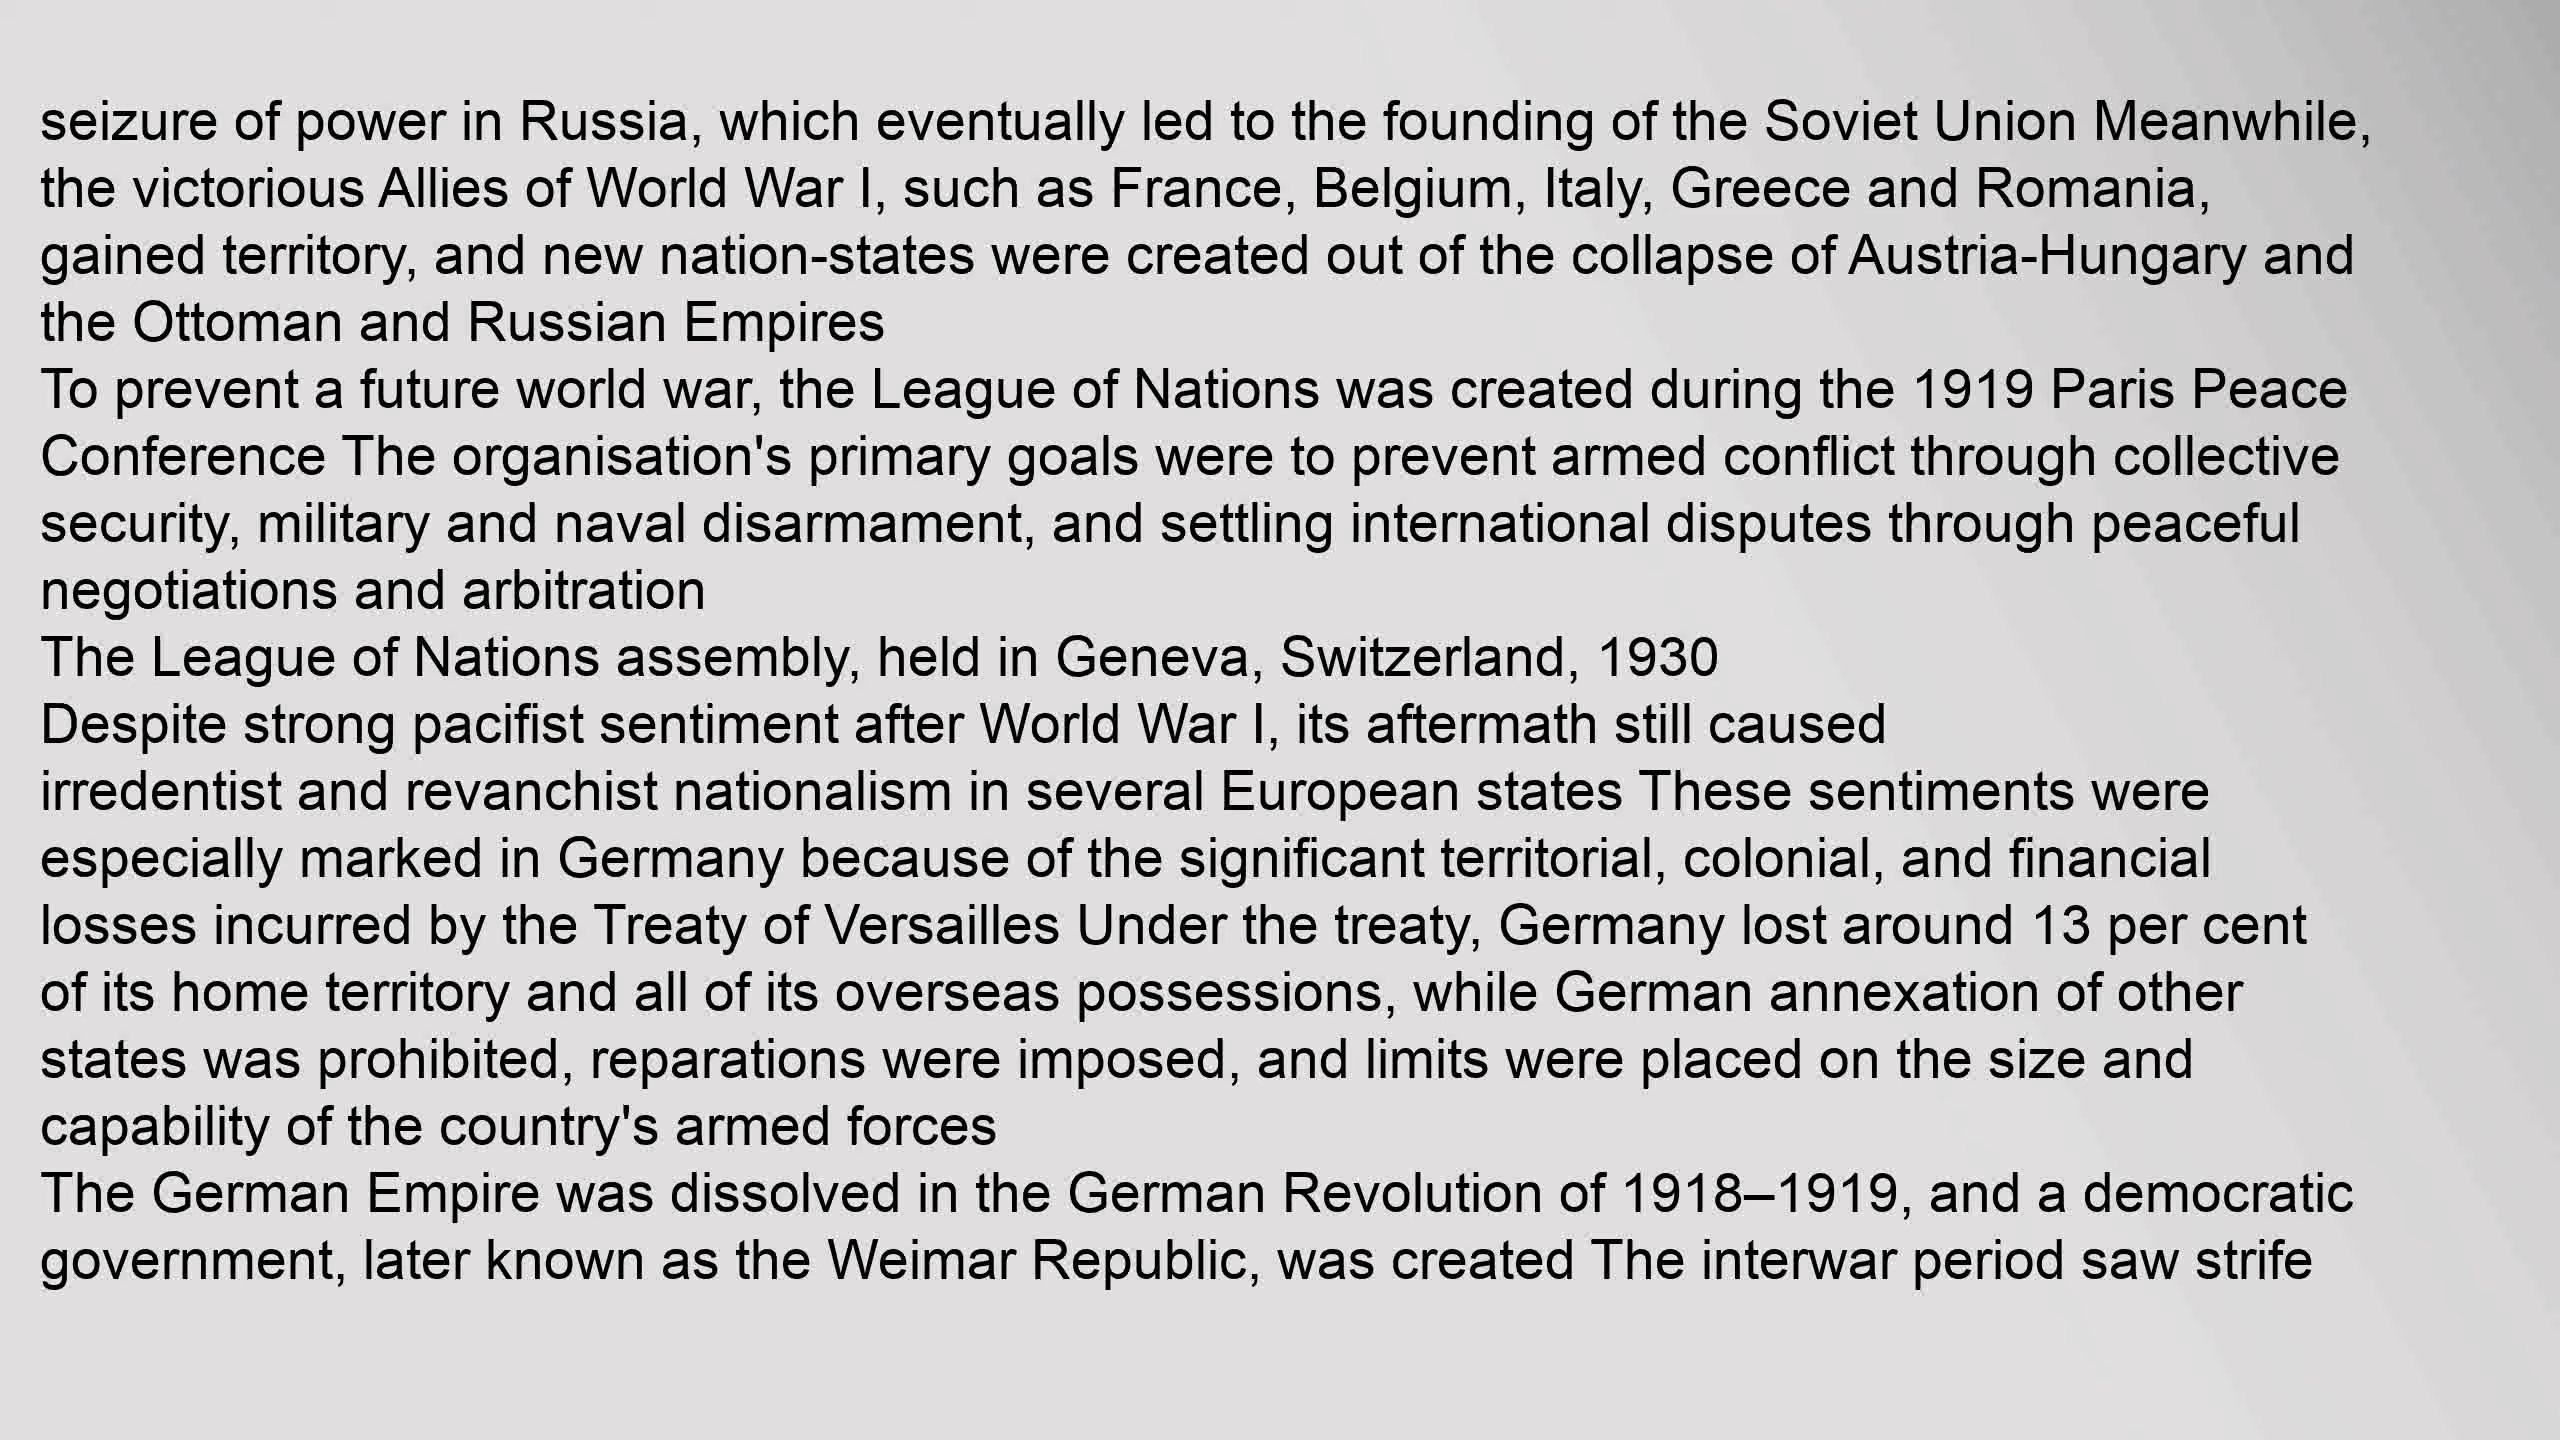 seizure of power in Russia, which eventually led to the founding of the Soviet Union Meanwhile,
the victorious Allies of World War I, such as France, Belgium, Italy, Greece and Romania,
gained territory, and new nation-states were created out of the collapse of Austria-Hungary and
the Ottoman and Russian Empires
To prevent a future world war, the League of Nations was created during the 1919 Paris Peace
Conference The organisation's primary goals were to prevent armed conflict through collective
security, military and naval disarmament, and settling international disputes through peaceful
negotiations and arbitration
The League of Nations assembly, held in Geneva, Switzerland, 1930
Despite strong pacifist sentiment after World War I, its aftermath still caused
irredentist and revanchist nationalism in several European states These sentiments were
especially marked in Germany because of the significant territorial, colonial, and financial
losses incurred by the Treaty of Versailles Under the treaty, Germany lost around 13 per cent
of its home territory and all of its overseas possessions, while German annexation of other
states was prohibited, reparations were imposed, and limits were placed on the size and
capability of the country's armed forces
The German Empire was dissolved in the German Revolution of 1918–1919, and a democratic
government, later known as the Weimar Republic, was created The interwar period saw strife